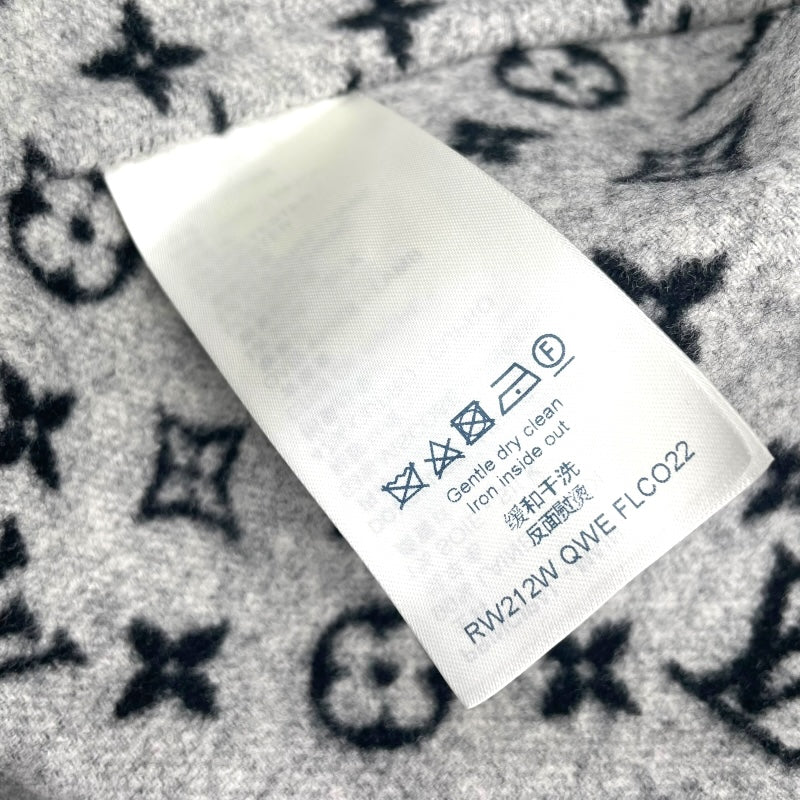 F
Gentle dry clean
Iron inside out
缓和干洗
反面熨烫
RW212W QWE FLCO22